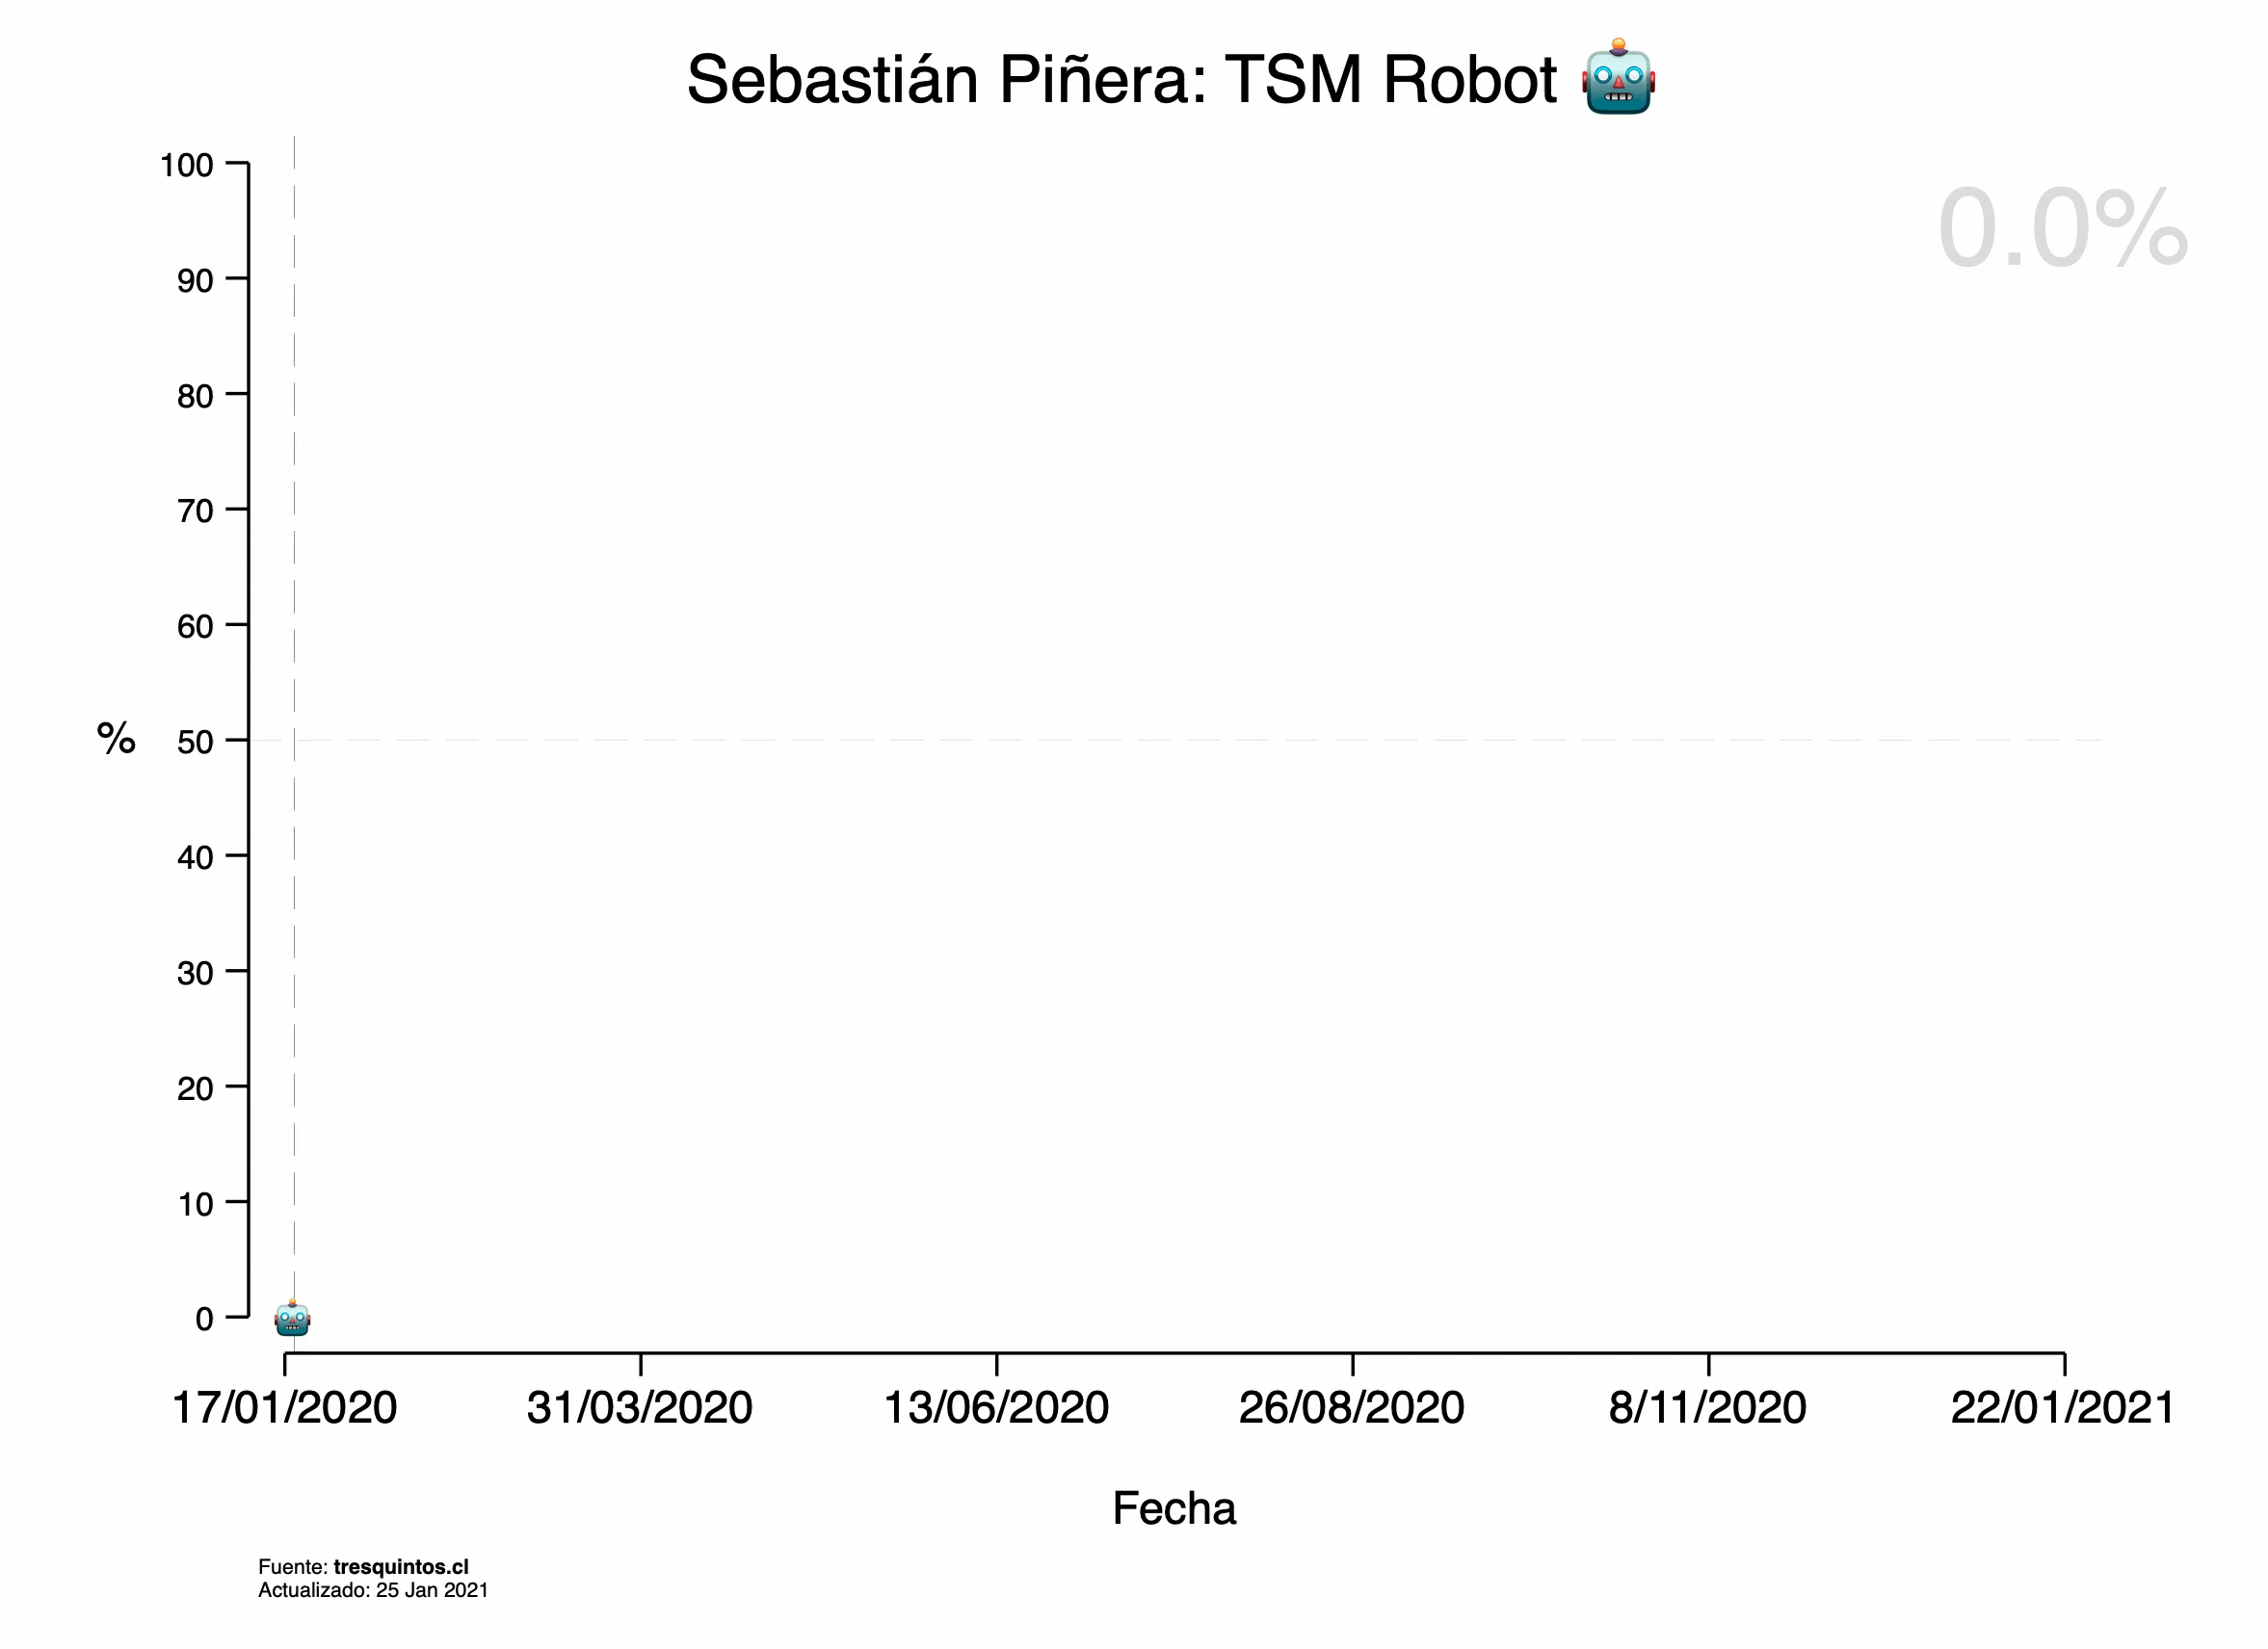 Sebastián Piñera: TSM Robot 🤖
0.0%
100
90
80
70
60
% 50
40
30
20
10
0
17/01/2020 31/03/2020 13/06/2020 26/08/2020 8/11/2020 22/01/2021
Fecha
Fuente: tresquintos.cl
Actualizado: 25 Jan 2021